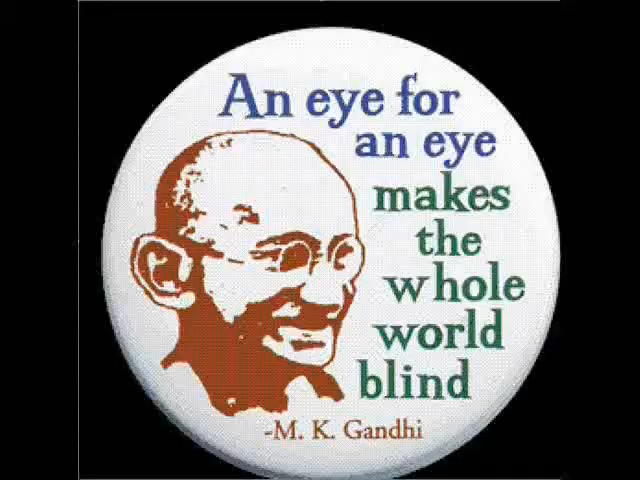 An eye for
an eye
makes
the
whole
world
blind
-M. K. Gandhi